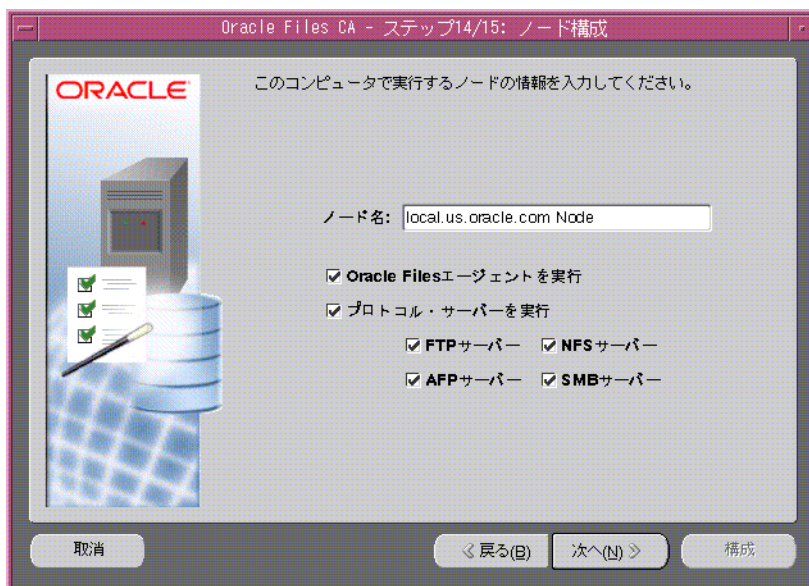 Oracle Files CA - ステップ14/15: ノード構成
ORACLE
このコンピュータで実行するノードの情報を入力してください。
ノード名: local.us.oracle.com Node
Oracle Filesエージェントを実行
プロトコル・サーバーを実行
FTPサーバー NFSサーバー
AFPサーバー SMBサーバー
取消 戻る(B) 次へ(N) 構成